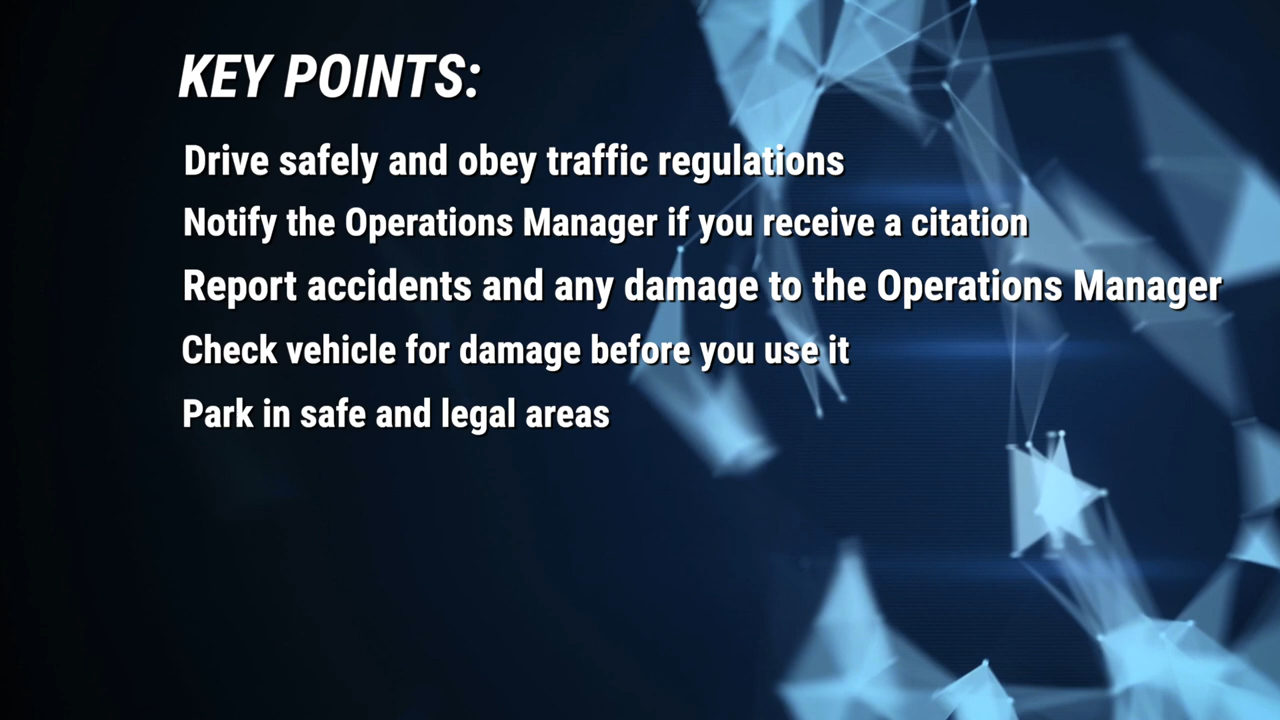 KEY POINTS:
Drive safely and obey traffic regulations
Notify the Operations Manager if you receive a citation
Report accidents and any damage to the Operations Manager
Check vehicle for damage before you use it
Park in safe and legal areas